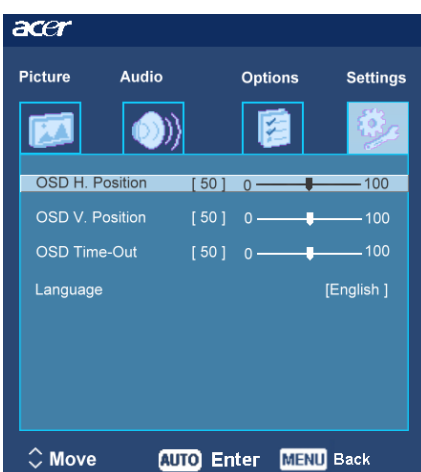 acer
Picture Audio Options Settings
OSD H. Position [ 50 ] 0 100
OSD V. Position [ 50 ] 0 100
OSD Time-Out [ 50 ] 0 100
Language [English ]
Move AUTO Enter MENU Back